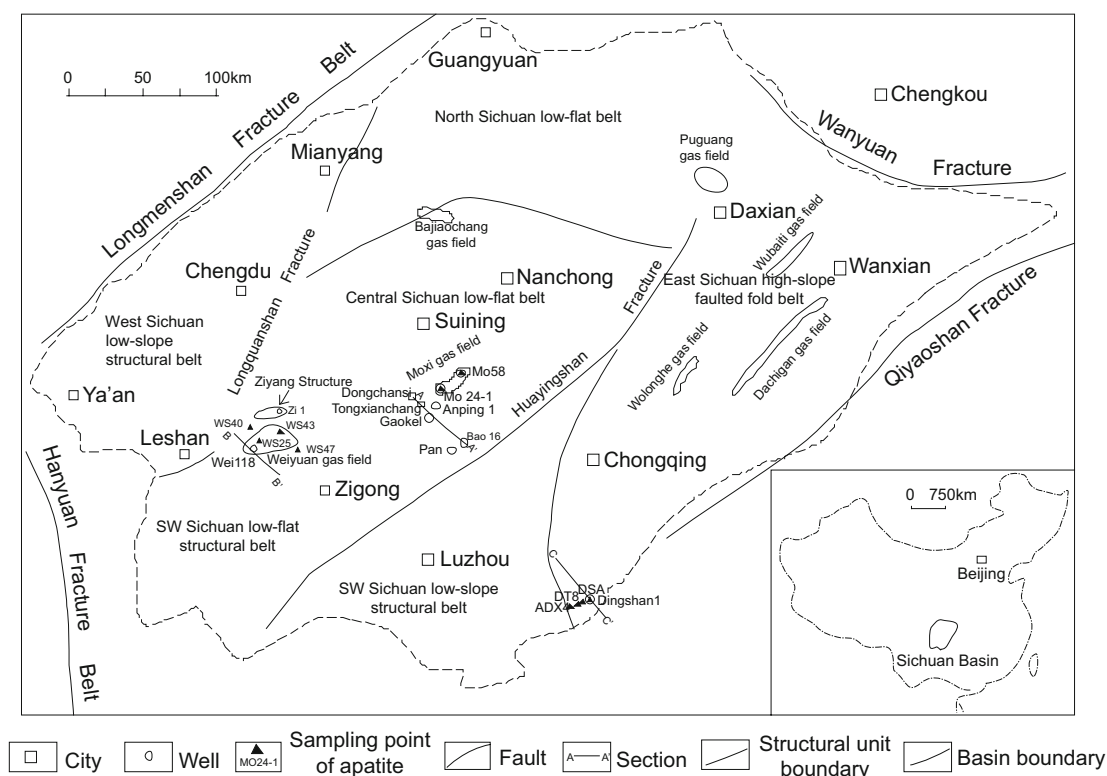 Guangyuan
Chengkou
0 50 100km
Longmenshan Fracture Belt
North Sichuan low-flat belt
Wanyuan Fracture
Mianyang
Puguang
gas field
Daxian
Bajiaochang
gas field
Wubaiti gas field
Chengdu
Longquanshan Fracture
Nanchong
Wanxian
East Sichuan high-slope
faulted fold belt
Central Sichuan low-flat belt
Huayingshan Fracture
Qiyaoshan Fracture
West Sichuan
low-slope
structural belt
Suining
Moxi gas field
Mo58
Wolonghe gas field
Dachigan gas field
Ziyang Structure
Ya'an
Dongchansi
A
Mo 24-1
Tongxianchang
Anping 1
Zi 1
Gaokel
WS40
WS43
B
WS25
Leshan
WS47
Bao 16
A'
Pan
Wei118
Weiyuan gas field
Chongqing
B'
Zigong
Hanyuan Fracture Belt
SW Sichuan low-flat
structural belt
Luzhou
C
SW Sichuan low-slope
structural belt
DSA
DT8
Dingshan1
ADX4
C'
0 750km
Beijing
Sichuan Basin
City
Well
MO24-1
Sampling point
of apatite
Fault
A A'
Section
Structural unit
boundary
Basin boundary